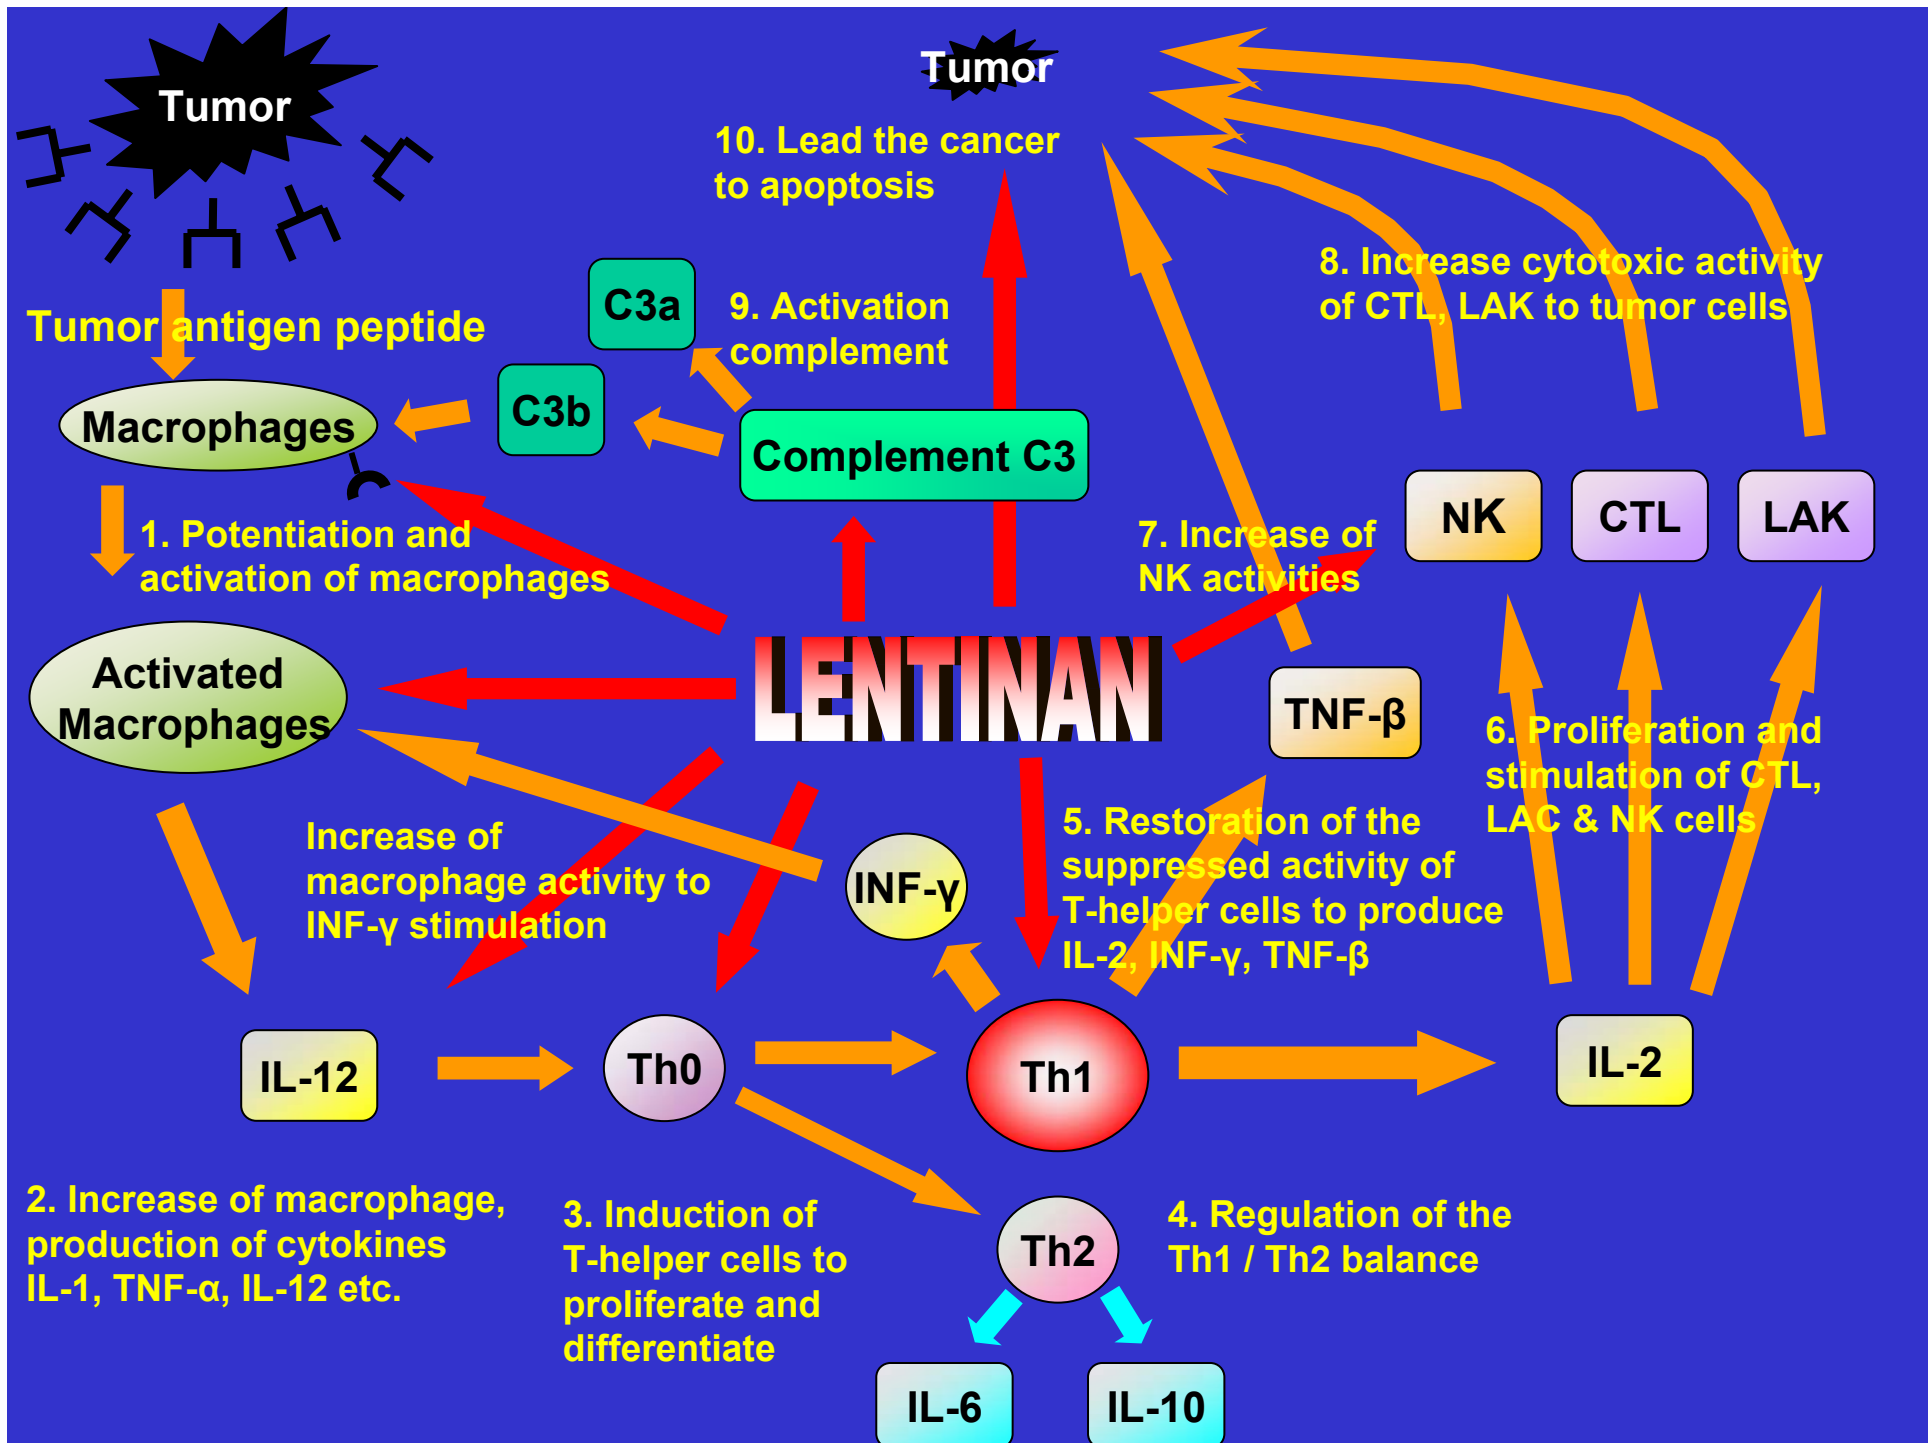 Tumor
Tumor
10. Lead the cancer
to apoptosis
8. Increase cytotoxic activity
of CTL, LAK to tumor cells
Tumor antigen peptide
C3a
9. Activation
complement
C3b
Macrophages
Complement C3
NK
CTL
LAK
1. Potentiation and
activation of macrophages
7. Increase of
NK activities
LENTINAN
Activated
Macrophages
TNF-β
6. Proliferation and
stimulation of CTL,
LAC & NK cells
Increase of
macrophage activity to
INF-γ stimulation
INF-γ
5. Restoration of the
suppressed activity of
T-helper cells to produce
IL-2, INF-γ, TNF-β
IL-12
Th0
Th1
IL-2
2. Increase of macrophage,
production of cytokines
IL-1, TNF-α, IL-12 etc.
3. Induction of
T-helper cells to
proliferate and
differentiate
Th2
4. Regulation of the
Th1 / Th2 balance
IL-6
IL-10